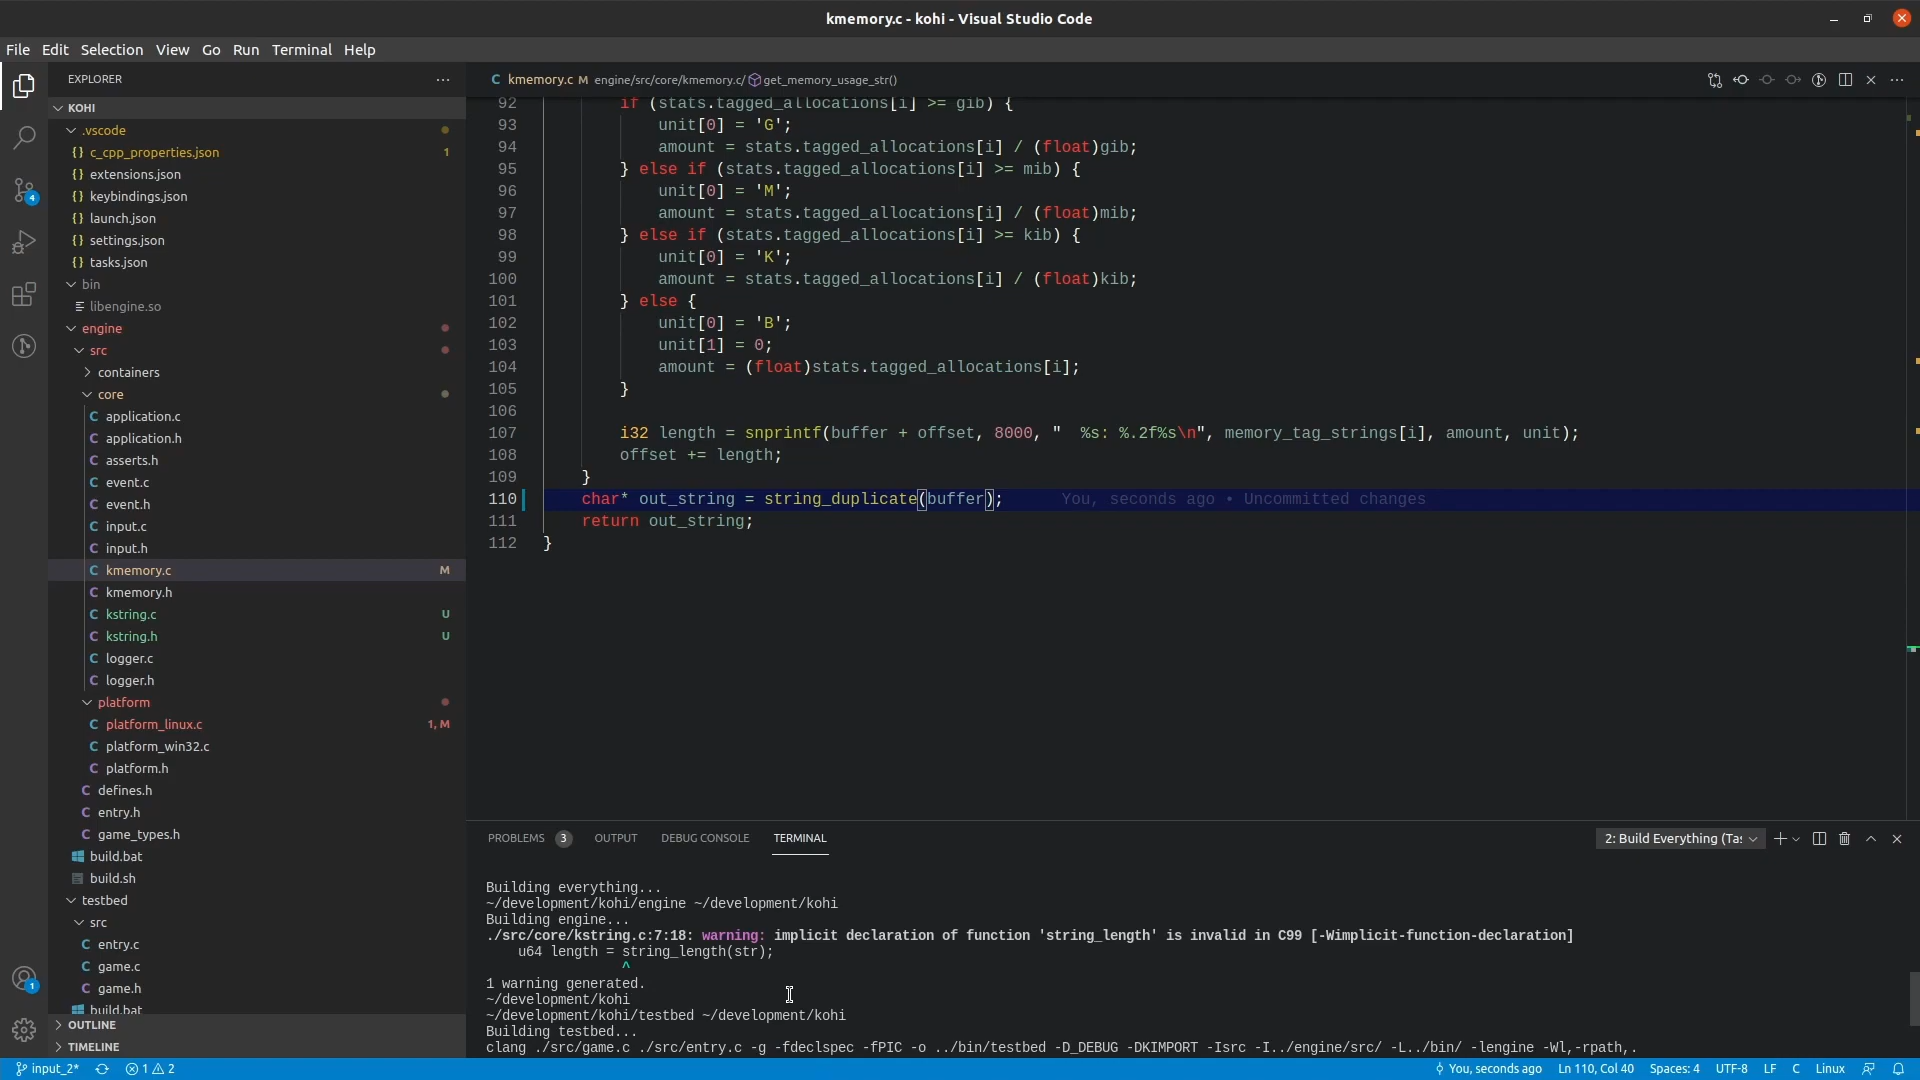 kmemory.c - kohi - Visual Studio Code
File Edit Selection View Go Run Terminal Help
EXPLORER
KOHI
.vscode
c_cpp_properties.json 1
extensions.json
keybindings.json
launch.json
settings.json
tasks.json
bin
libengine.so
engine
src
containers
core
application.c
application.h
asserts.h
event.c
event.h
input.c
input.h
kmemory.c M
kmemory.h
kstring.c U
kstring.h U
logger.c
logger.h
platform
platform_linux.c 1, M
platform_win32.c
platform.h
defines.h
entry.h
game_types.h
build.bat
build.sh
testbed
src
entry.c
game.c
game.h
build.bat
OUTLINE
TIMELINE
4
1
kmemory.c M engine/src/core/kmemory.c/ get_memory_usage_str()
92 if (stats.tagged_allocations[i] >= gib) {
93 unit[0] = 'G';
94 amount = stats.tagged_allocations[i] / (float)gib;
95 } else if (stats.tagged_allocations[i] >= mib) {
96 unit[0] = 'M';
97 amount = stats.tagged_allocations[i] / (float)mib;
98 } else if (stats.tagged_allocations[i] >= kib) {
99 unit[0] = 'K';
100 amount = stats.tagged_allocations[i] / (float)kib;
101 } else {
102 unit[0] = 'B';
103 unit[1] = 0;
104 amount = (float)stats.tagged_allocations[i];
105 }
106
107 i32 length = snprintf(buffer + offset, 8000, "  %s: %.2f%s\n", memory_tag_strings[i], amount, unit);
108 offset += length;
109 }
110 char* out_string = string_duplicate(buffer); You, seconds ago • Uncommitted changes
111 return out_string;
112 }
PROBLEMS 3 OUTPUT DEBUG CONSOLE TERMINAL 2: Build Everything (Tas
Building everything...
~/development/kohi/engine ~/development/kohi
Building engine...
./src/core/kstring.c:7:18: warning: implicit declaration of function 'string_length' is invalid in C99 [-Wimplicit-function-declaration]
u64 length = string_length(str);
^
1 warning generated.
~/development/kohi
~/development/kohi/testbed ~/development/kohi
Building testbed...
clang ./src/game.c ./src/entry.c -g -fdeclspec -fPIC -o ../bin/testbed -D_DEBUG -DKIMPORT -Isrc -I../engine/src/ -L../bin/ -lengine -Wl,-rpath,.
input_2* 1 2 You, seconds ago Ln 110, Col 40 Spaces: 4 UTF-8 LF C Linux